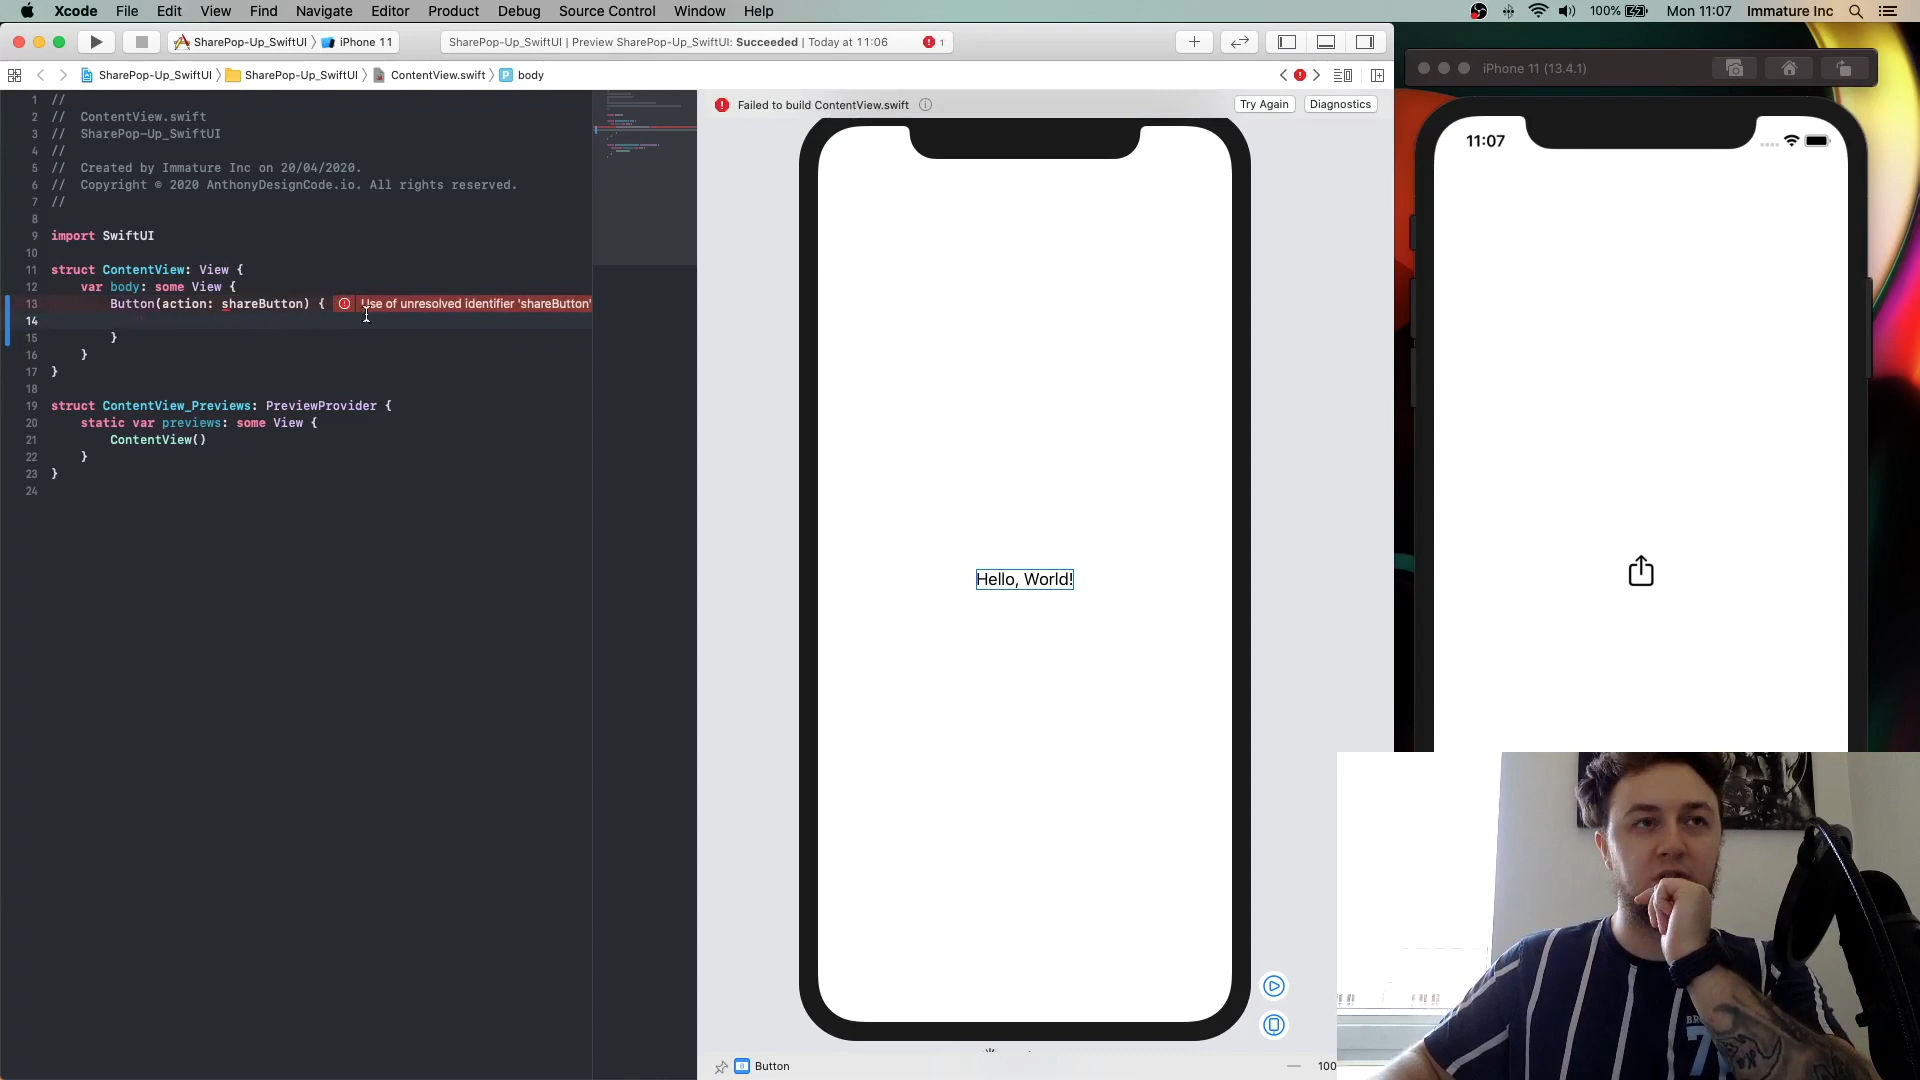 Xcode File Edit View Find Navigate Editor Product Debug Source Control Window Help 100% Mon 11:07 Immature Inc
SharePop-Up_SwiftUI iPhone 11 SharePop-Up_SwiftUI | Preview SharePop-Up_SwiftUI: Succeeded | Today at 11:06 1
SharePop-Up_SwiftUI SharePop-Up_SwiftUI ContentView.swift P body
1 //
2 // ContentView.swift
3 // SharePop-Up_SwiftUI
4 //
5 // Created by Immature Inc on 20/04/2020.
6 // Copyright © 2020 AnthonyDesignCode.io. All rights reserved.
7 //
8
9 import SwiftUI
10
11 struct ContentView: View {
12 var body: some View {
13 Button(action: shareButton) { Use of unresolved identifier 'shareButton'
14
15 }
16 }
17 }
18
19 struct ContentView_Previews: PreviewProvider {
20 static var previews: some View {
21 ContentView()
22 }
23 }
24
Failed to build ContentView.swift Try Again Diagnostics
Hello, World!
Button 100
iPhone 11 (13.4.1)
11:07